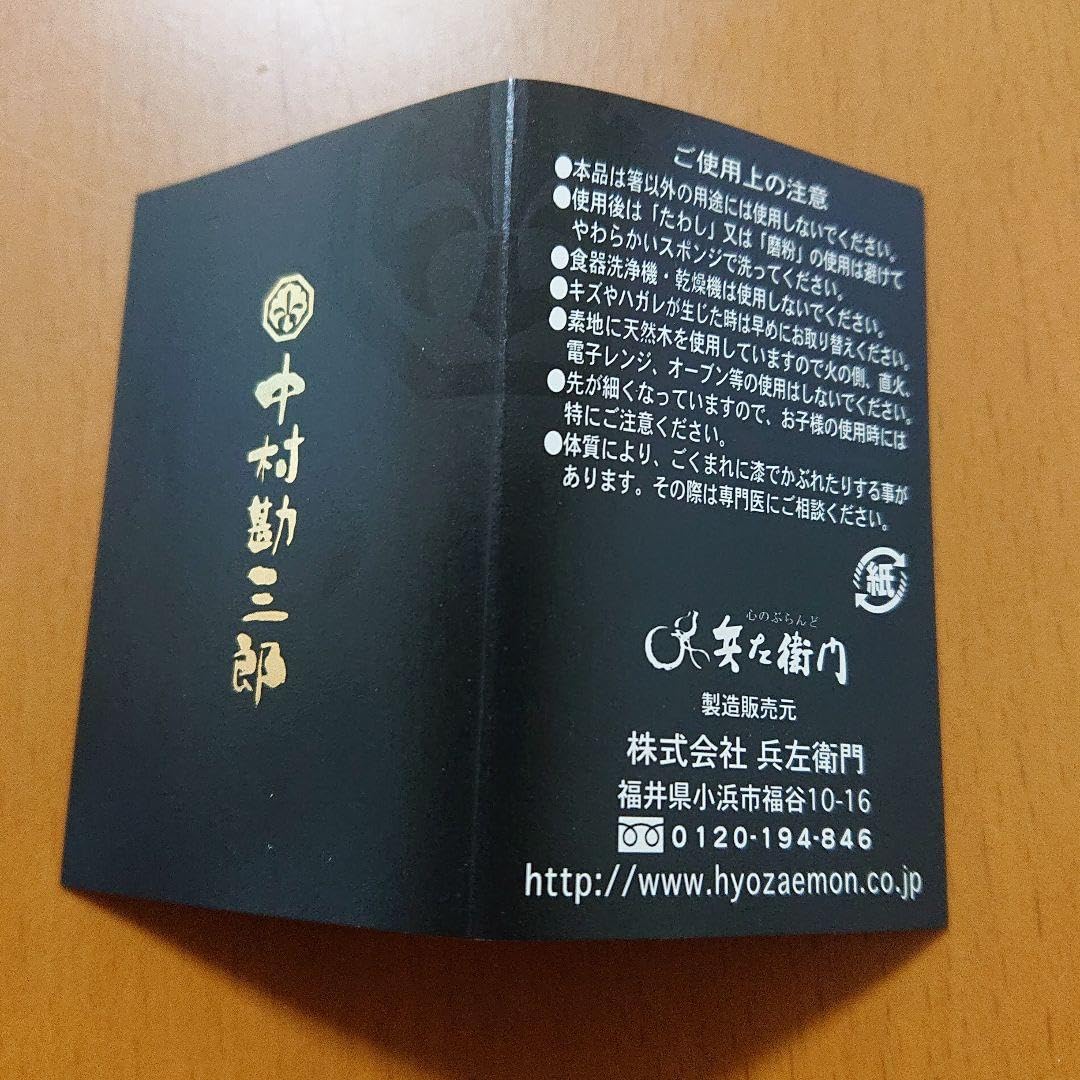 中村勘三郎
ご使用上の注意
●本品は箸以外の用途には使用しないでください。
●使用後は「たわし」又は「磨粉」の使用は避けて
やわらかいスポンジで洗ってください。
●食器洗浄機・乾燥機は使用しないでください。
●キズやハガレが生じた時は早めにお取り替えください。
●素地に天然木を使用していますので火の側、直火、
電子レンジ、オーブン等の使用はしないでください。
●先が細くなっていますので、お子様の使用時には
特にご注意ください。
●体質により、ごくまれに漆でかぶれたりする事が
あります。その際は専門医にご相談ください。
紙
心のぶらんど
兵左衛門
製造販売元
株式会社 兵左衛門
福井県小浜市福谷10-16
0120-194-846
http://www.hyozaemon.co.jp